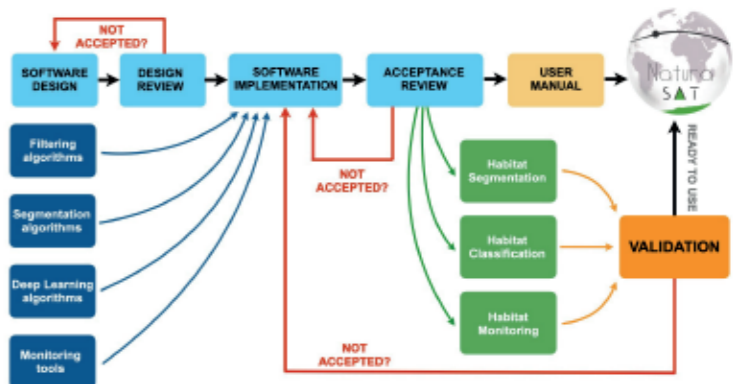 NOT
ACCEPTED?
SOFTWARE
DESIGN
DESIGN
REVIEW
SOFTWARE
IMPLEMENTATION
ACCEPTANCE
REVIEW
USER
MANUAL
Natura
SAT
Filtering
algorithms
Segmentation
algorithms
Deep Learning
algorithms
Monitoring
tools
NOT
ACCEPTED?
Habitat
Segmentation
Habitat
Classification
Habitat
Monitoring
READY TO USE
VALIDATION
NOT
ACCEPTED?